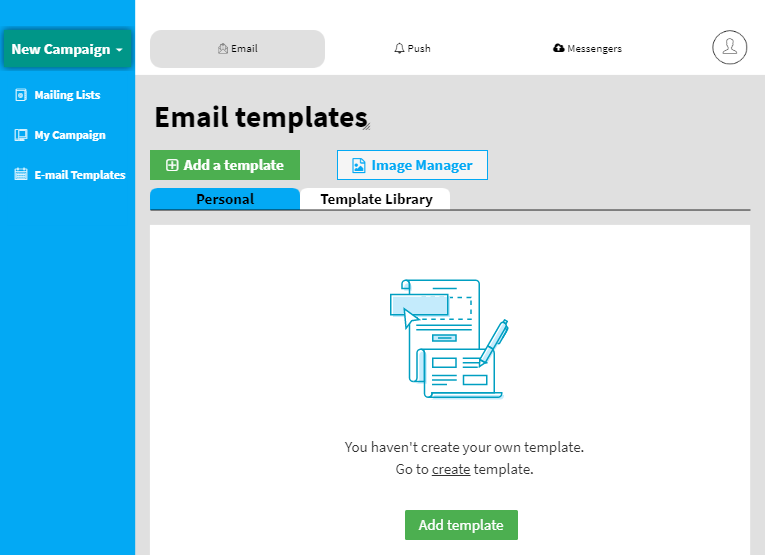 New Campaign
Email
Push
Messengers
Mailing Lists
My Campaign
E-mail Templates
Email templates
Add a template
Image Manager
Personal
Template Library
You haven't create your own template.
Go to create template.
Add template